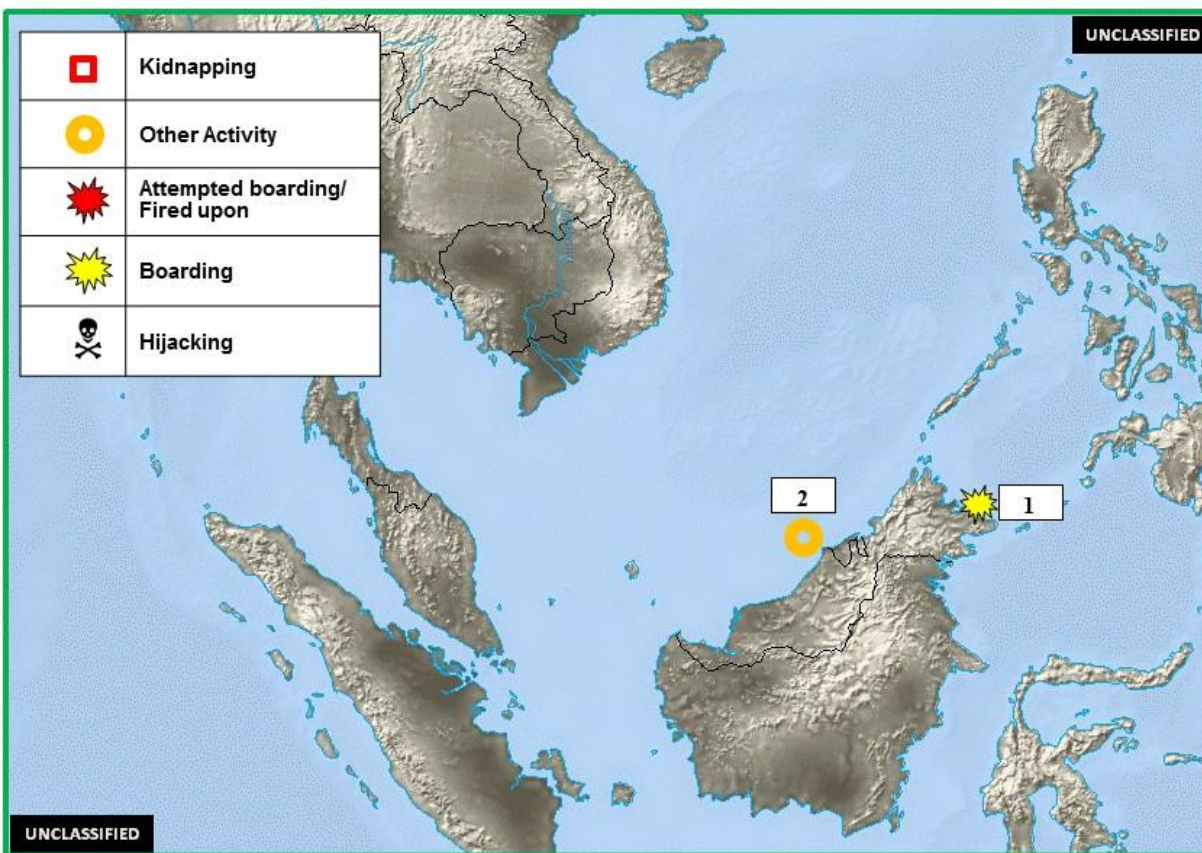 UNCLASSIFIED
Kidnapping
Other Activity
Attempted boarding/
Fired upon
Boarding
Hijacking
2
1
UNCLASSIFIED